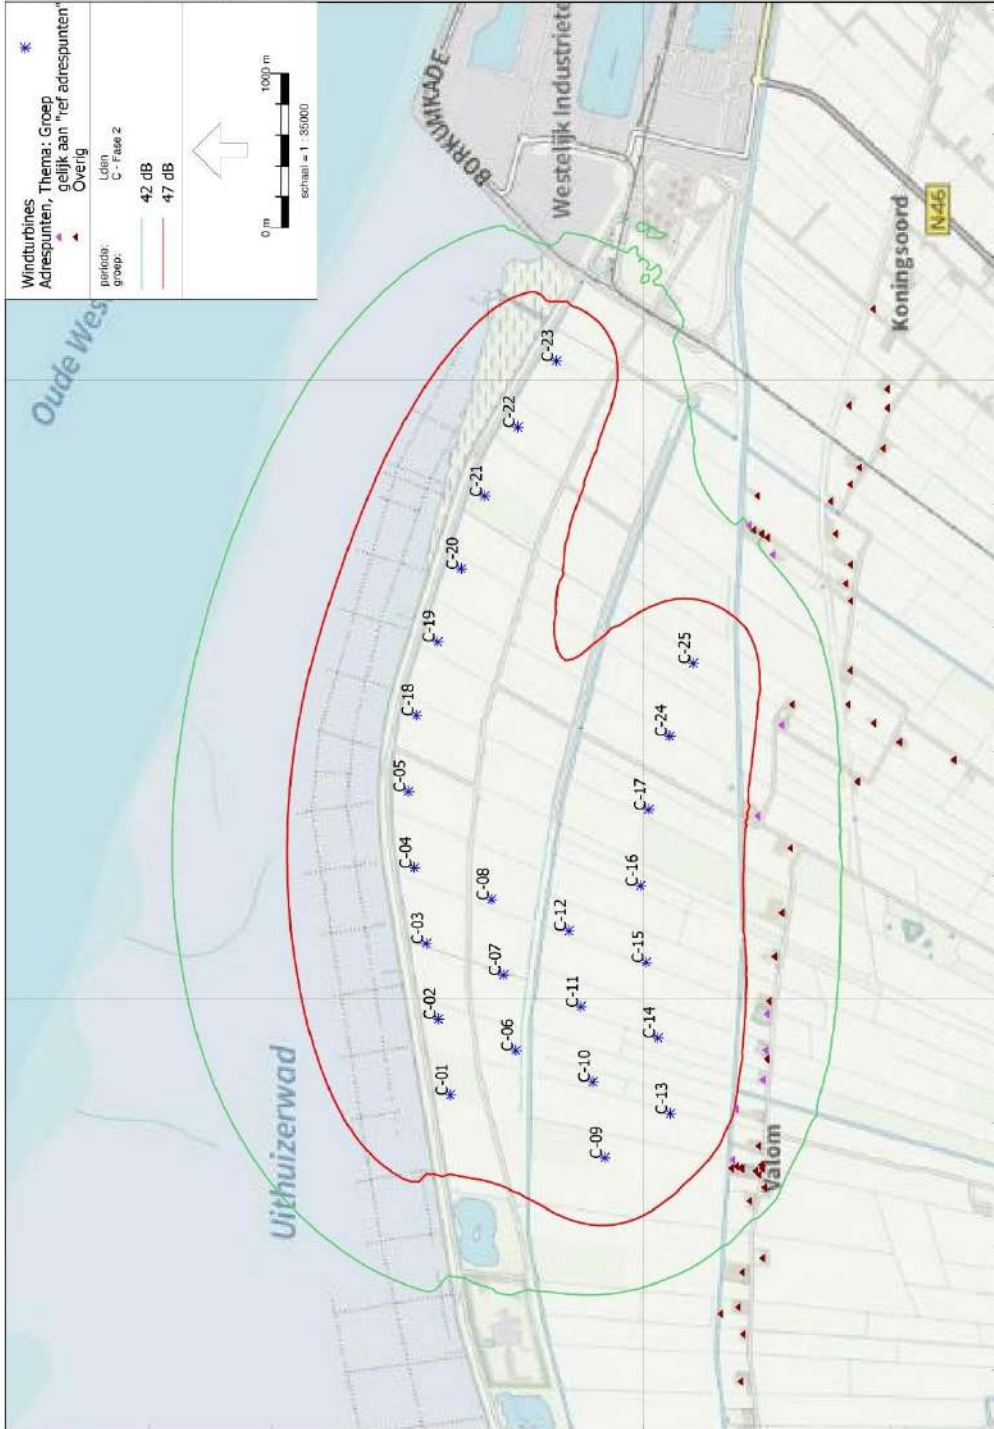 Windturbines
Adrespunten, Thema: Groep
gelijk aan "ref adrespunten"
Overig
periode: Lden
groep: C - Fase 2
42 dB
47 dB
0 m 1000 m
schaal = 1 : 35000
Oude Wes
BORKUMKADE
Westelijk Industriete
Uithuizerwad
Koningsoord
N46
Valom
C-01
C-02
C-03
C-04
C-05
C-18
C-19
C-20
C-21
C-22
C-23
C-06
C-07
C-08
C-09
C-10
C-11
C-12
C-13
C-14
C-15
C-16
C-17
C-24
C-25